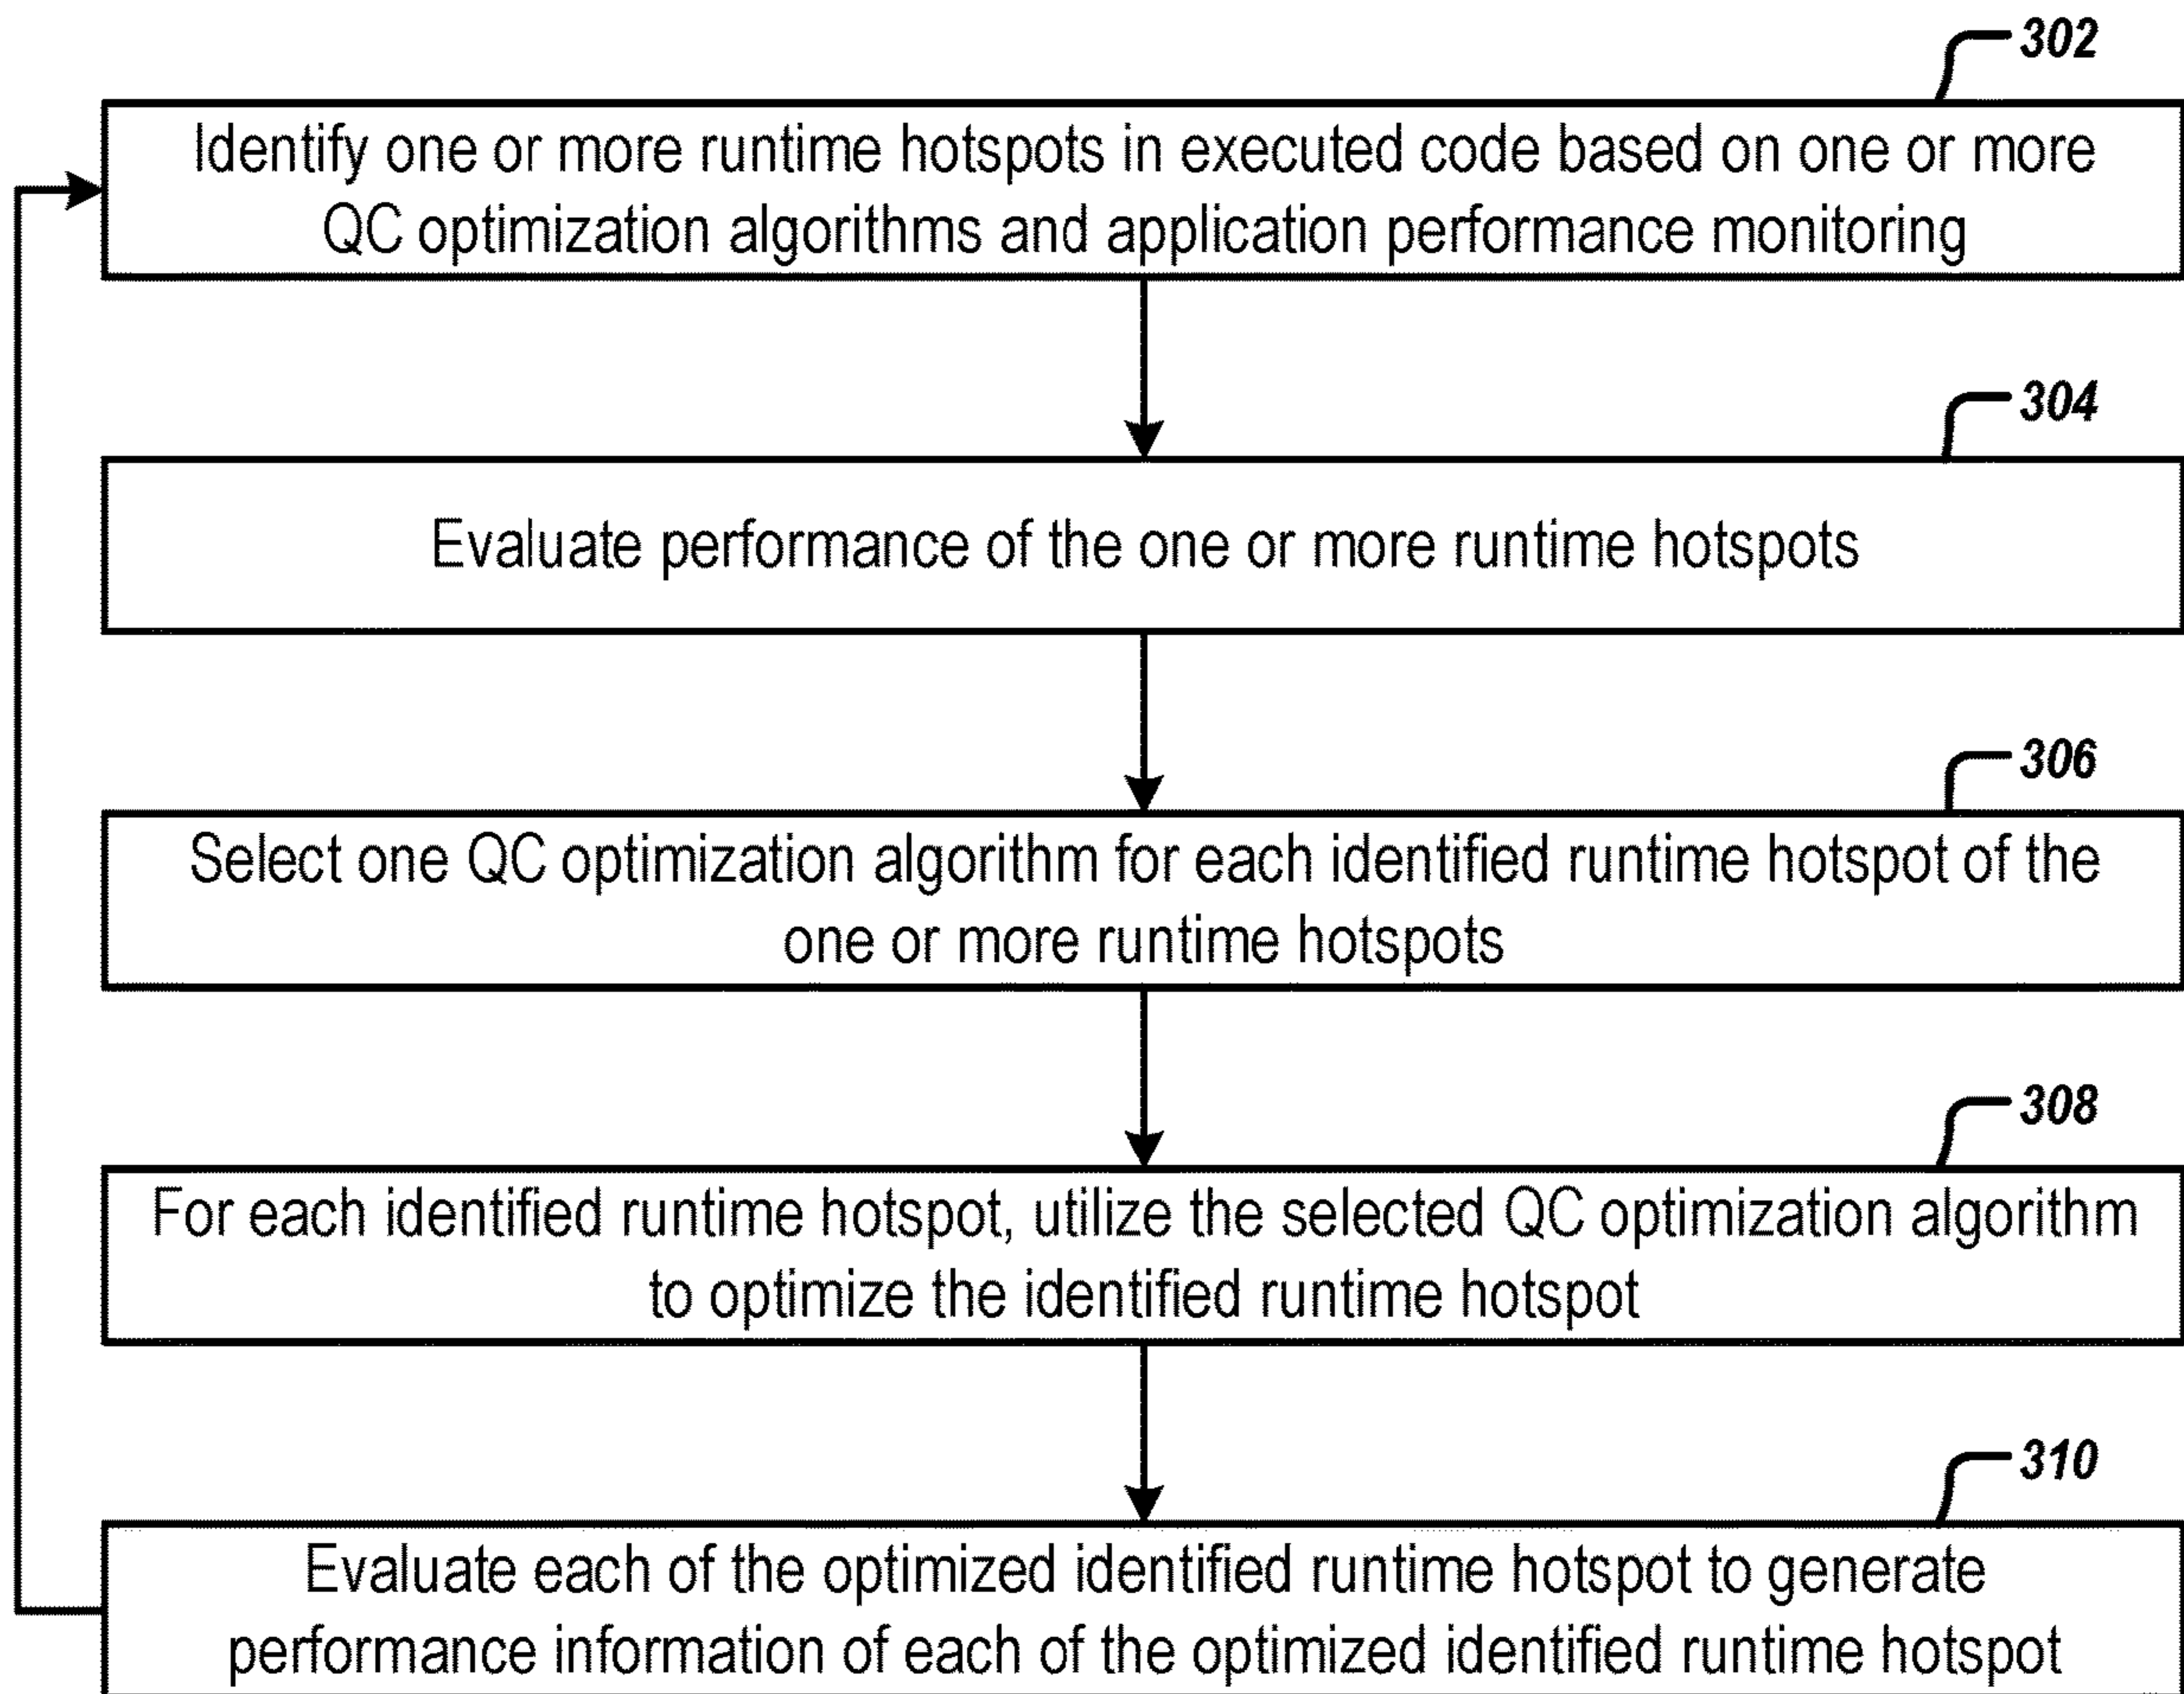 302
Identify one or more runtime hotspots in executed code based on one or more
QC optimization algorithms and application performance monitoring
304
Evaluate performance of the one or more runtime hotspots
306
Select one QC optimization algorithm for each identified runtime hotspot of the
one or more runtime hotspots
308
For each identified runtime hotspot, utilize the selected QC optimization algorithm
to optimize the identified runtime hotspot
310
Evaluate each of the optimized identified runtime hotspot to generate
performance information of each of the optimized identified runtime hotspot